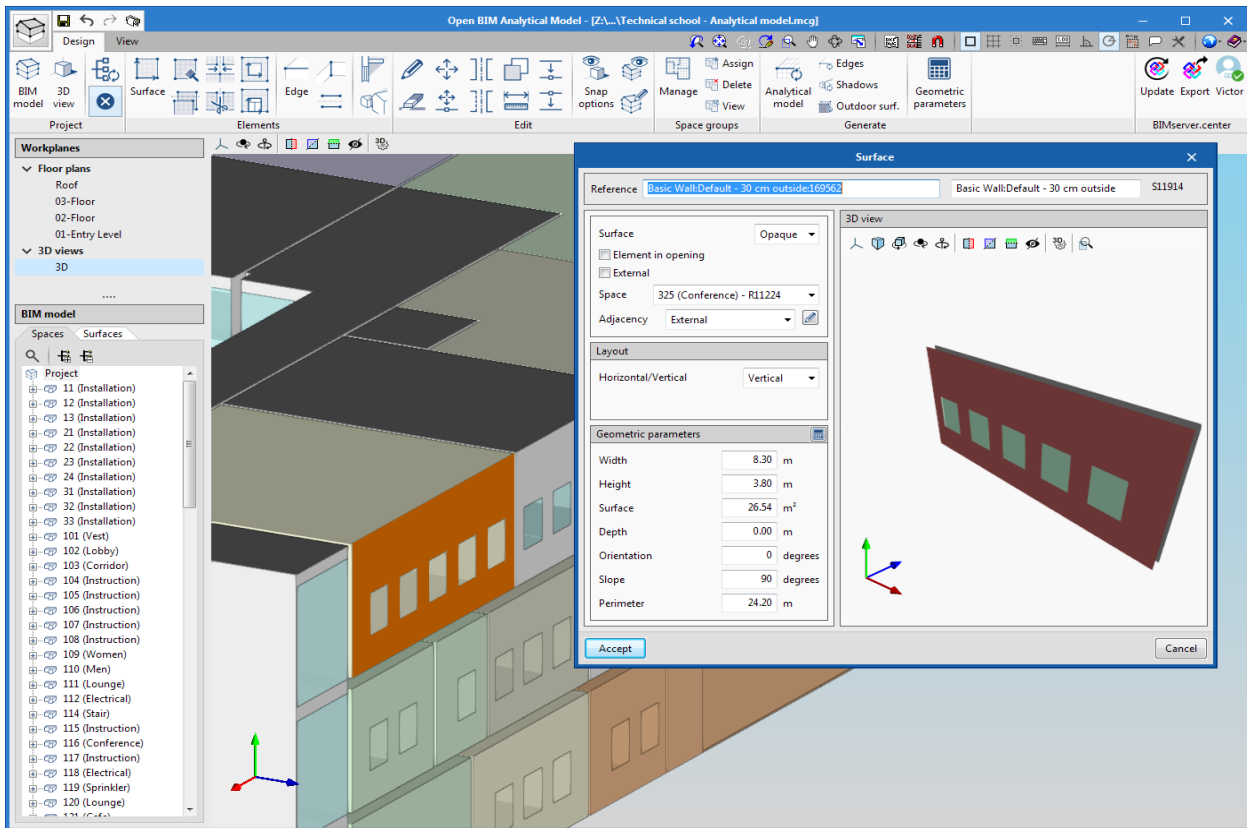 Open BIM Analytical Model - [Z:\...\Technical school - Analytical model.mcg]
Design View
BIM model
3D view
Surface
Edge
Snap options
Manage
Assign
Delete
View
Analytical model
Edges
Shadows
Outdoor surf.
Geometric parameters
Update Export Victor
Project Elements Edit Space groups Generate BIMserver.center
Workplanes
Floor plans
Roof
03-Floor
02-Floor
01-Entry Level
3D views
3D
BIM model
Spaces Surfaces
Project
11 (Installation)
12 (Installation)
13 (Installation)
21 (Installation)
22 (Installation)
23 (Installation)
24 (Installation)
31 (Installation)
32 (Installation)
33 (Installation)
101 (Vest)
102 (Lobby)
103 (Corridor)
104 (Instruction)
105 (Instruction)
106 (Instruction)
107 (Instruction)
108 (Instruction)
109 (Women)
110 (Men)
111 (Lounge)
112 (Electrical)
114 (Stair)
115 (Instruction)
116 (Conference)
117 (Instruction)
118 (Electrical)
119 (Sprinkler)
120 (Lounge)
Surface
Reference Basic Wall:Default - 30 cm outside:169562 Basic Wall:Default - 30 cm outside S11914
Surface Opaque
Element in opening
External
Space 325 (Conference) - R11224
Adjacency External
Layout
Horizontal/Vertical Vertical
Geometric parameters
Width 8.30 m
Height 3.80 m
Surface 26.54 m²
Depth 0.00 m
Orientation 0 degrees
Slope 90 degrees
Perimeter 24.20 m
3D view
Accept Cancel